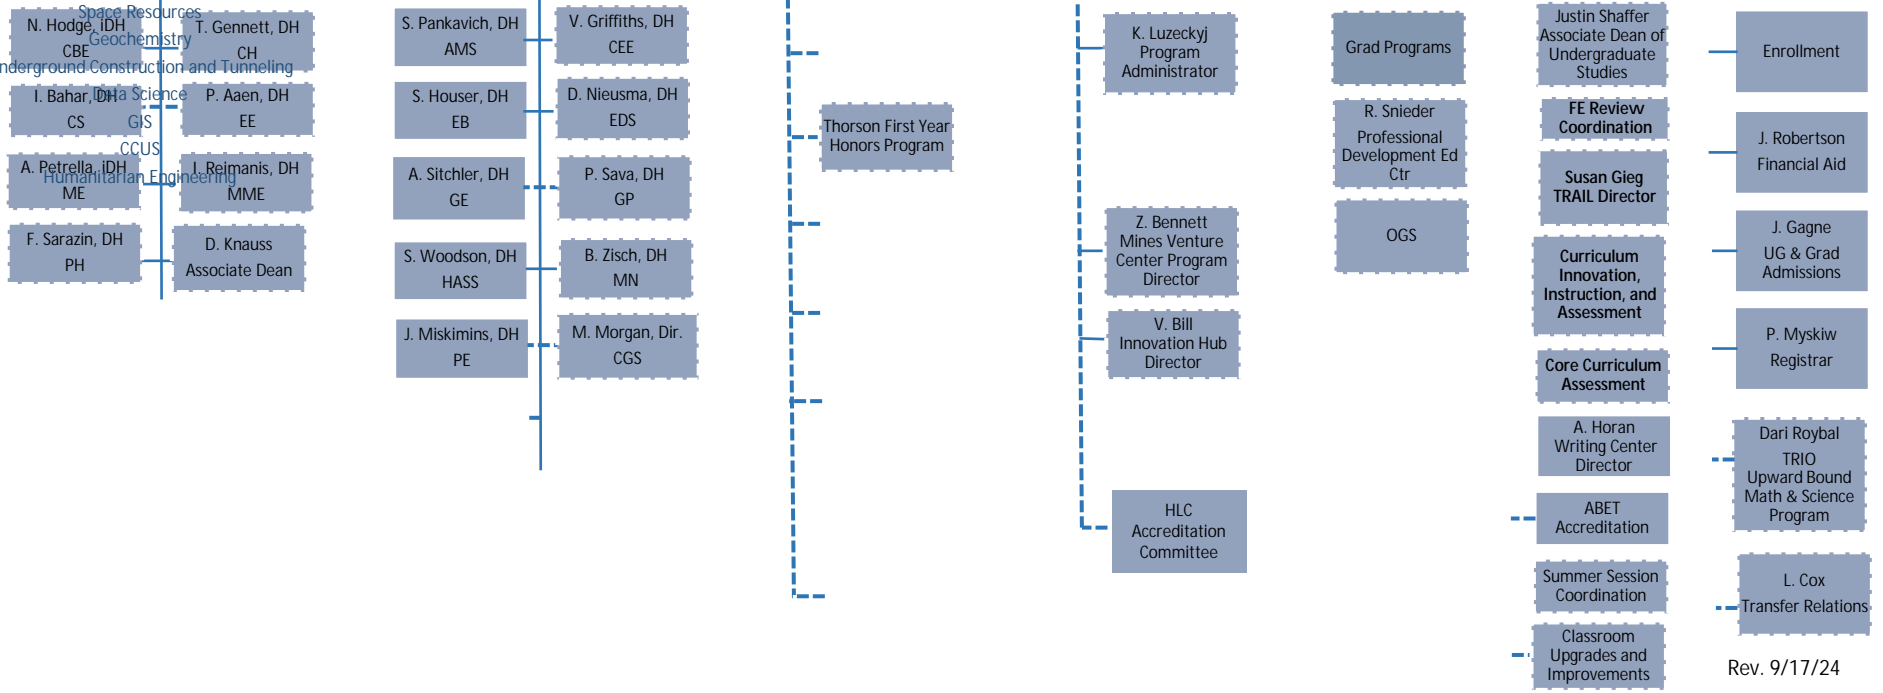 Space Resources
Geochemistry
nderground Construction and Tunneling
Data Science
GIS
CCUS
Humanitarian Engineering
N. Hodge, iDH
CBE
T. Gennett, DH
CH
I. Bahar, DH
CS
P. Aaen, DH
EE
A. Petrella, iDH
ME
I. Reimanis, DH
MME
F. Sarazin, DH
PH
D. Knauss
Associate Dean
S. Pankavich, DH
AMS
V. Griffiths, DH
CEE
S. Houser, DH
EB
D. Nieusma, DH
EDS
A. Sitchler, DH
GE
P. Sava, DH
GP
S. Woodson, DH
HASS
B. Zisch, DH
MN
J. Miskimins, DH
PE
M. Morgan, Dir.
CGS
Thorson First Year
Honors Program
K. Luzeckyj
Program
Administrator
Z. Bennett
Mines Venture
Center Program
Director
V. Bill
Innovation Hub
Director
HLC
Accreditation
Committee
Grad Programs
R. Snieder
Professional
Development Ed
Ctr
OGS
Justin Shaffer
Associate Dean of
Undergraduate
Studies
FE Review
Coordination
Susan Gieg
TRAIL Director
Curriculum
Innovation,
Instruction, and
Assessment
Core Curriculum
Assessment
A. Horan
Writing Center
Director
ABET
Accreditation
Summer Session
Coordination
Classroom
Upgrades and
Improvements
Enrollment
J. Robertson
Financial Aid
J. Gagne
UG & Grad
Admissions
P. Myskiw
Registrar
Dari Roybal
TRIO
Upward Bound
Math & Science
Program
L. Cox
Transfer Relations
Rev. 9/17/24